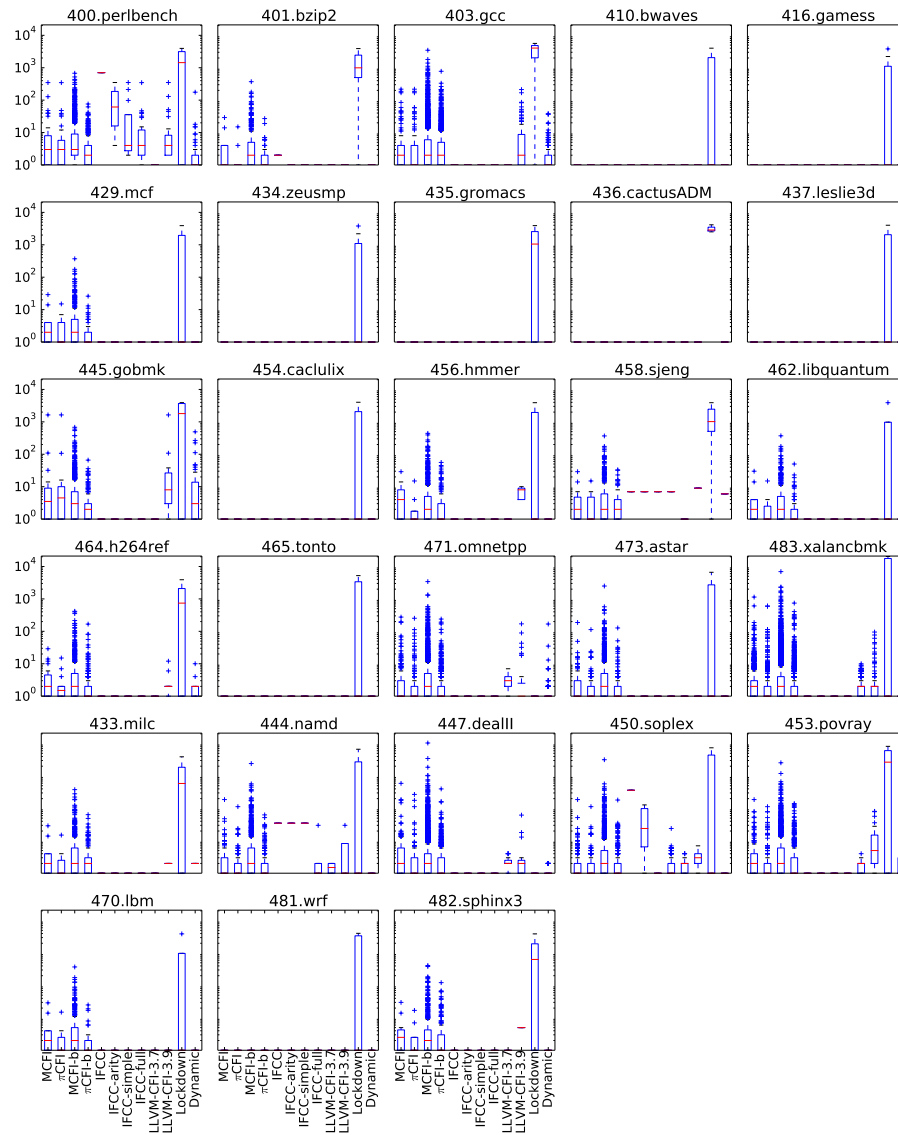 400.perlbench 401.bzip2 403.gcc 410.bwaves 416.gamess
10^4
10^3
10^2
10^1
10^0
429.mcf 434.zeusmp 435.gromacs 436.cactusADM 437.leslie3d
10^4
10^3
10^2
10^1
10^0
445.gobmk 454.caclulix 456.hmmer 458.sjeng 462.libquantum
10^4
10^3
10^2
10^1
10^0
464.h264ref 465.tonto 471.omnetpp 473.astar 483.xalancbmk
10^4
10^3
10^2
10^1
10^0
433.milc 444.namd 447.dealII 450.soplex 453.povray
470.lbm 481.wrf 482.sphinx3
MCFI πCFI MCFI-b πCFI-b IFCC IFCC-arity IFCC-simple IFCC-full LLVM-CFI-3.7 LLVM-CFI-3.9 Lockdown Dynamic
MCFI πCFI MCFI-b πCFI-b IFCC IFCC-arity IFCC-simple IFCC-full LLVM-CFI-3.7 LLVM-CFI-3.9 Lockdown Dynamic
MCFI πCFI MCFI-b πCFI-b IFCC IFCC-arity IFCC-simple IFCC-full LLVM-CFI-3.7 LLVM-CFI-3.9 Lockdown Dynamic